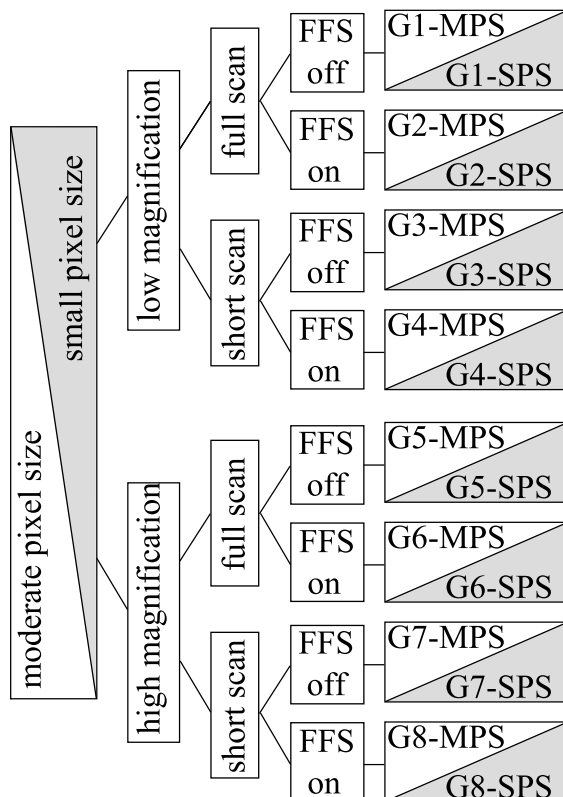 moderate pixel size
small pixel size
low magnification
full scan
FFS
off
G1-MPS
G1-SPS
FFS
on
G2-MPS
G2-SPS
short scan
FFS
off
G3-MPS
G3-SPS
FFS
on
G4-MPS
G4-SPS
high magnification
full scan
FFS
off
G5-MPS
G5-SPS
FFS
on
G6-MPS
G6-SPS
short scan
FFS
off
G7-MPS
G7-SPS
FFS
on
G8-MPS
G8-SPS